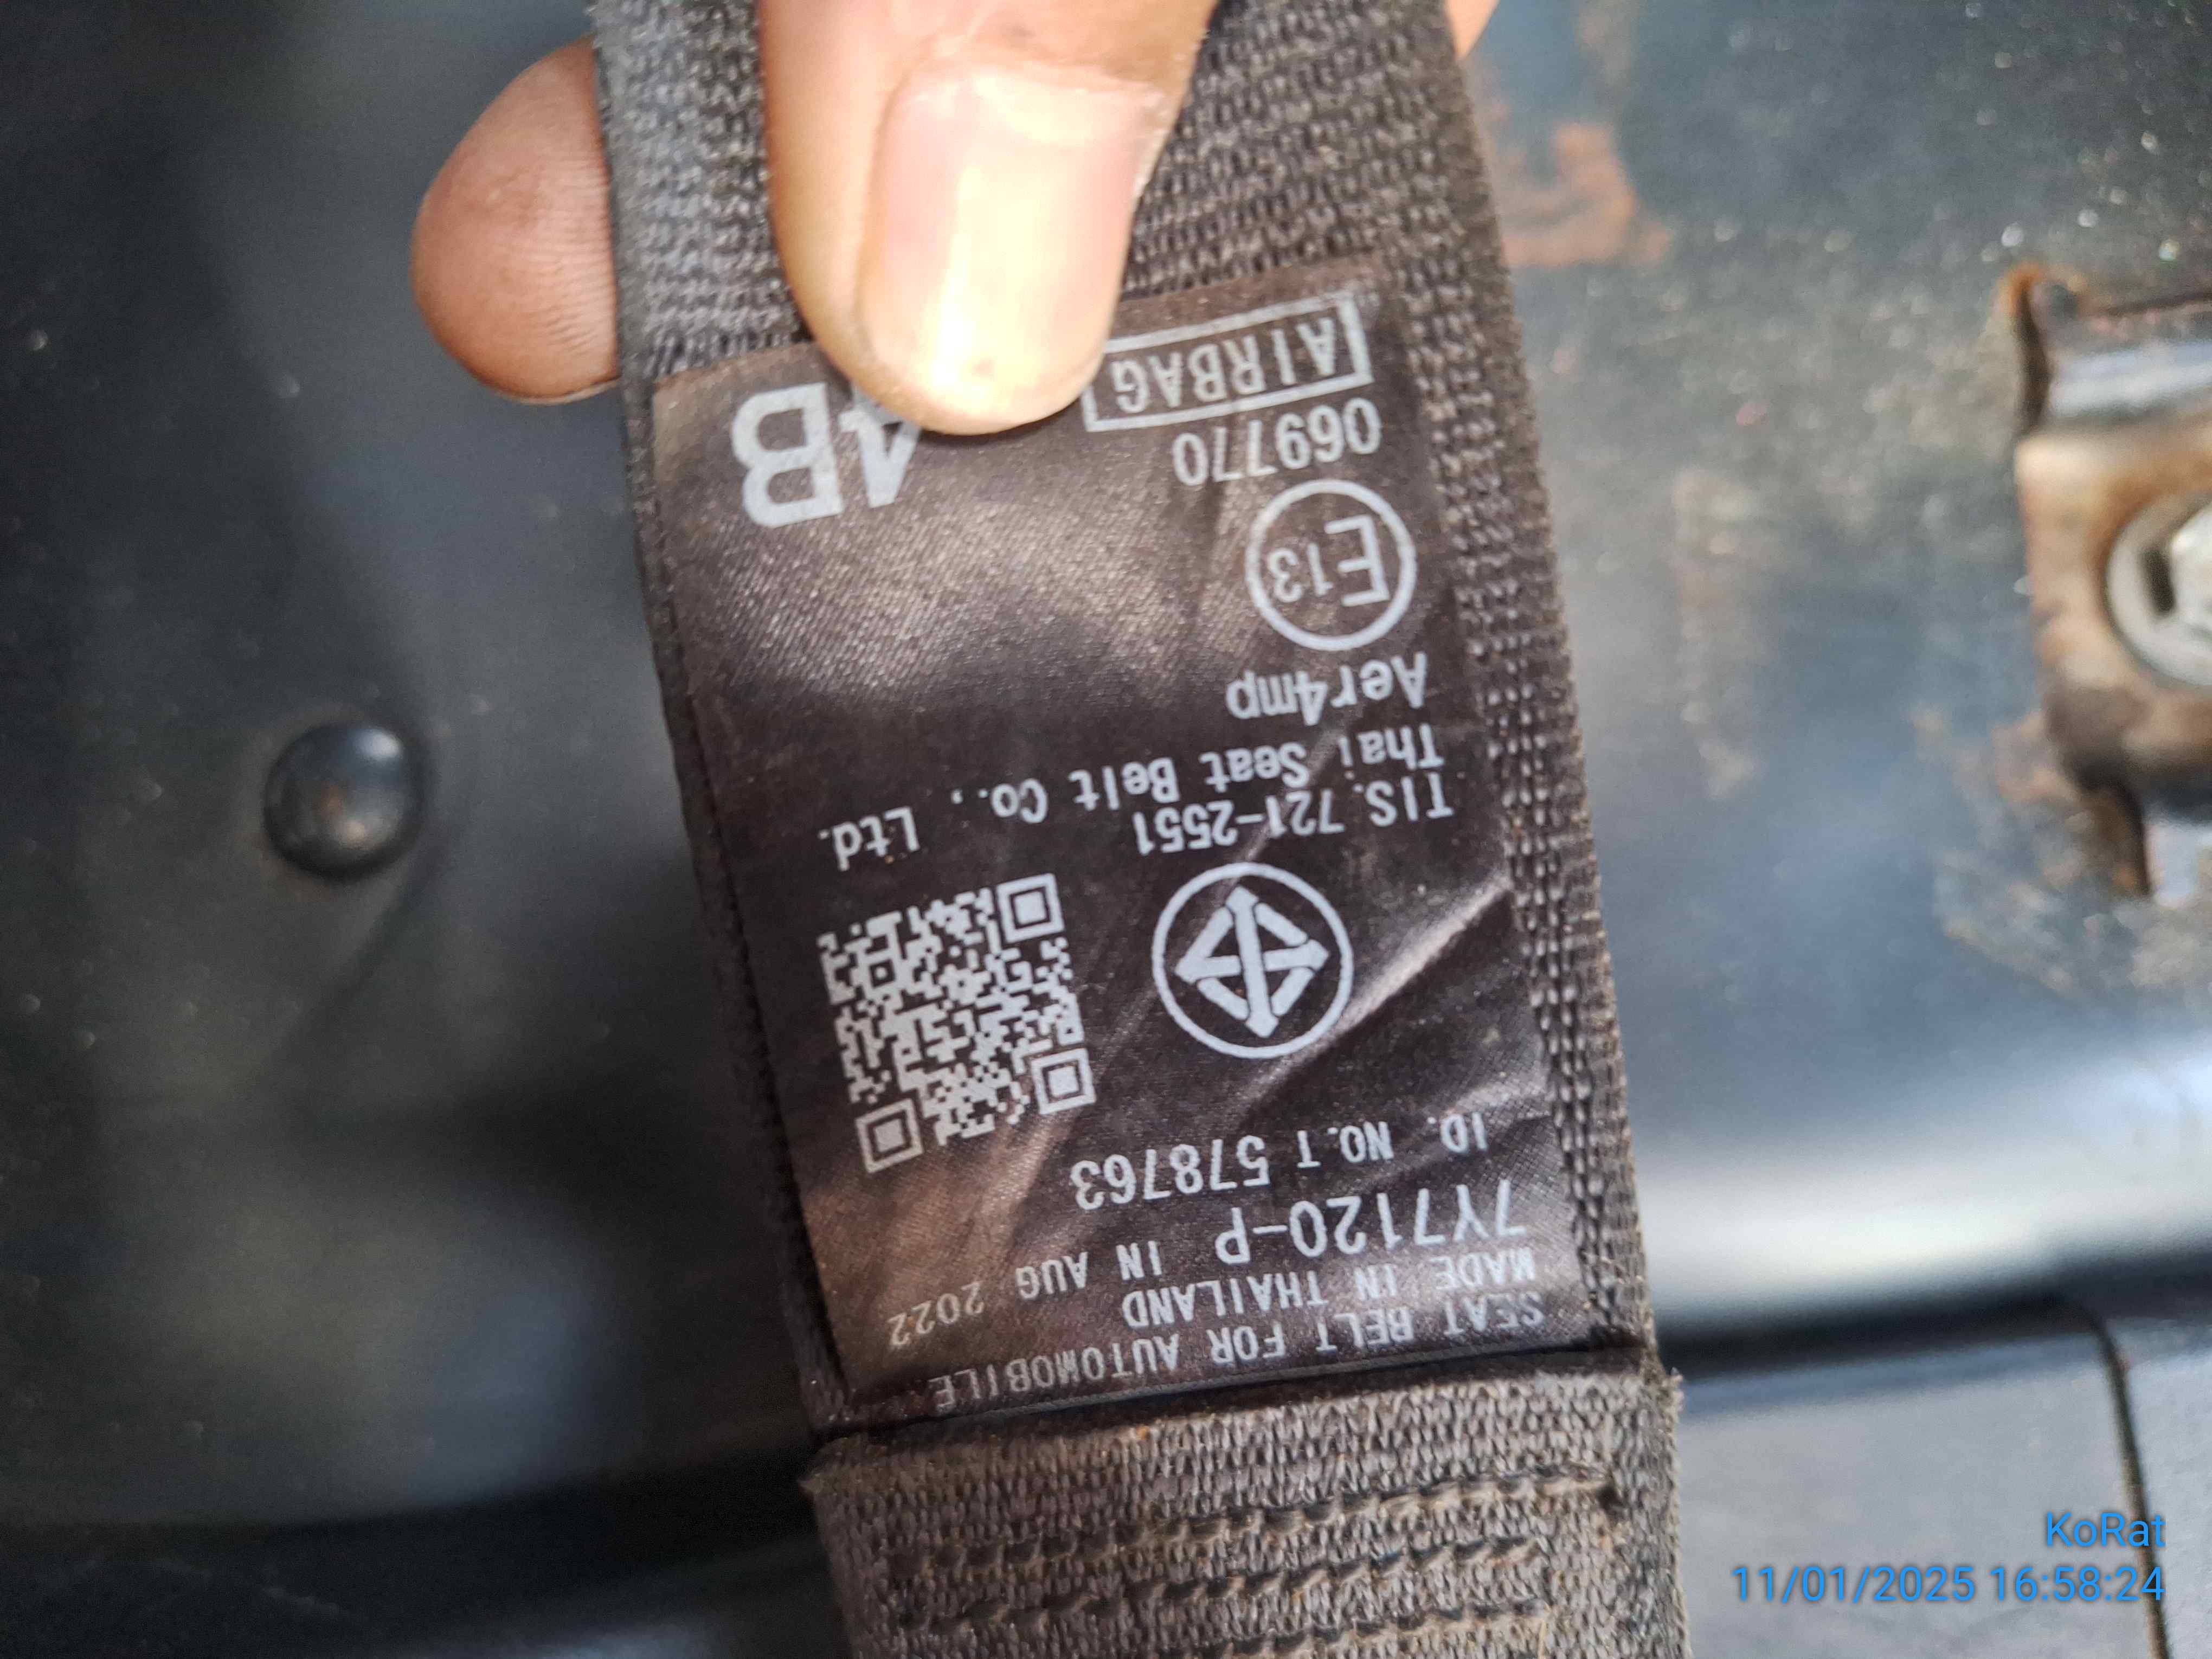 SEAT BELT FOR AUTOMOBILE
MADE IN THAILAND
7Y7120-P IN AUG 2022
ID. NO.T 578763
TIS.721-2551
Thai Seat Belt Co., Ltd.
Aer4mp
E13
069770
AIRBAG
4B
KoRat
11/01/2025 16:58:24